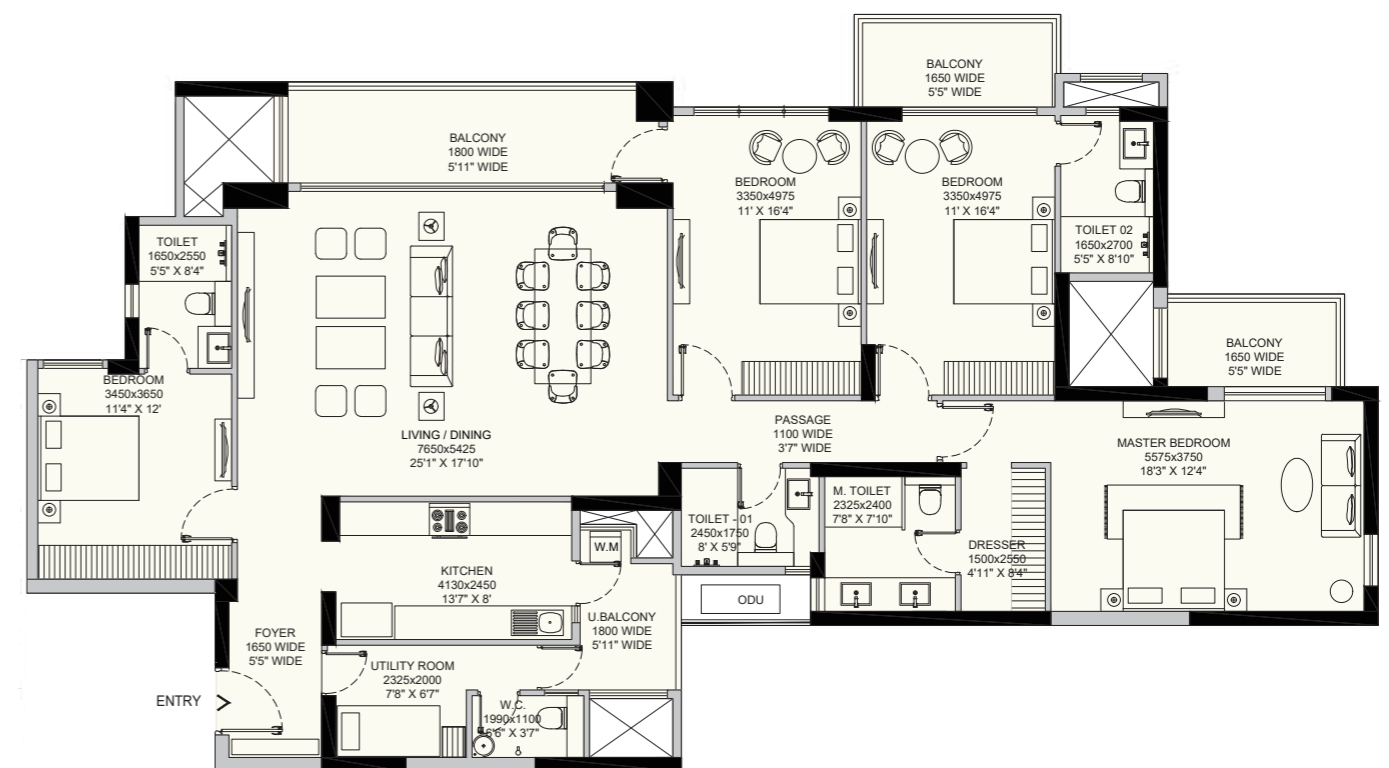 BALCONY
1650 WIDE
5'5" WIDE
BALCONY
1800 WIDE
5'11" WIDE
BEDROOM
3350x4975
11' X 16'4"
BEDROOM
3350x4975
11' X 16'4"
TOILET
1650x2550
5'5" X 8'4"
TOILET 02
1650x2700
5'5" X 8'10"
BALCONY
1650 WIDE
5'5" WIDE
BEDROOM
3450x3650
11'4" X 12'
LIVING / DINING
7650x5425
25'1" X 17'10"
PASSAGE
1100 WIDE
3'7" WIDE
MASTER BEDROOM
5575x3750
18'3" X 12'4"
M. TOILET
2325x2400
7'8" X 7'10"
TOILET - 01
2450x1750
8' X 5'9"
DRESSER
1500x2550
4'11" X 8'4"
W.M
KITCHEN
4130x2450
13'7" X 8'
ODU
U.BALCONY
1800 WIDE
5'11" WIDE
FOYER
1650 WIDE
5'5" WIDE
UTILITY ROOM
2325x2000
7'8" X 6'7"
ENTRY
W.C.
1990x1100
6'6" X 3'7"